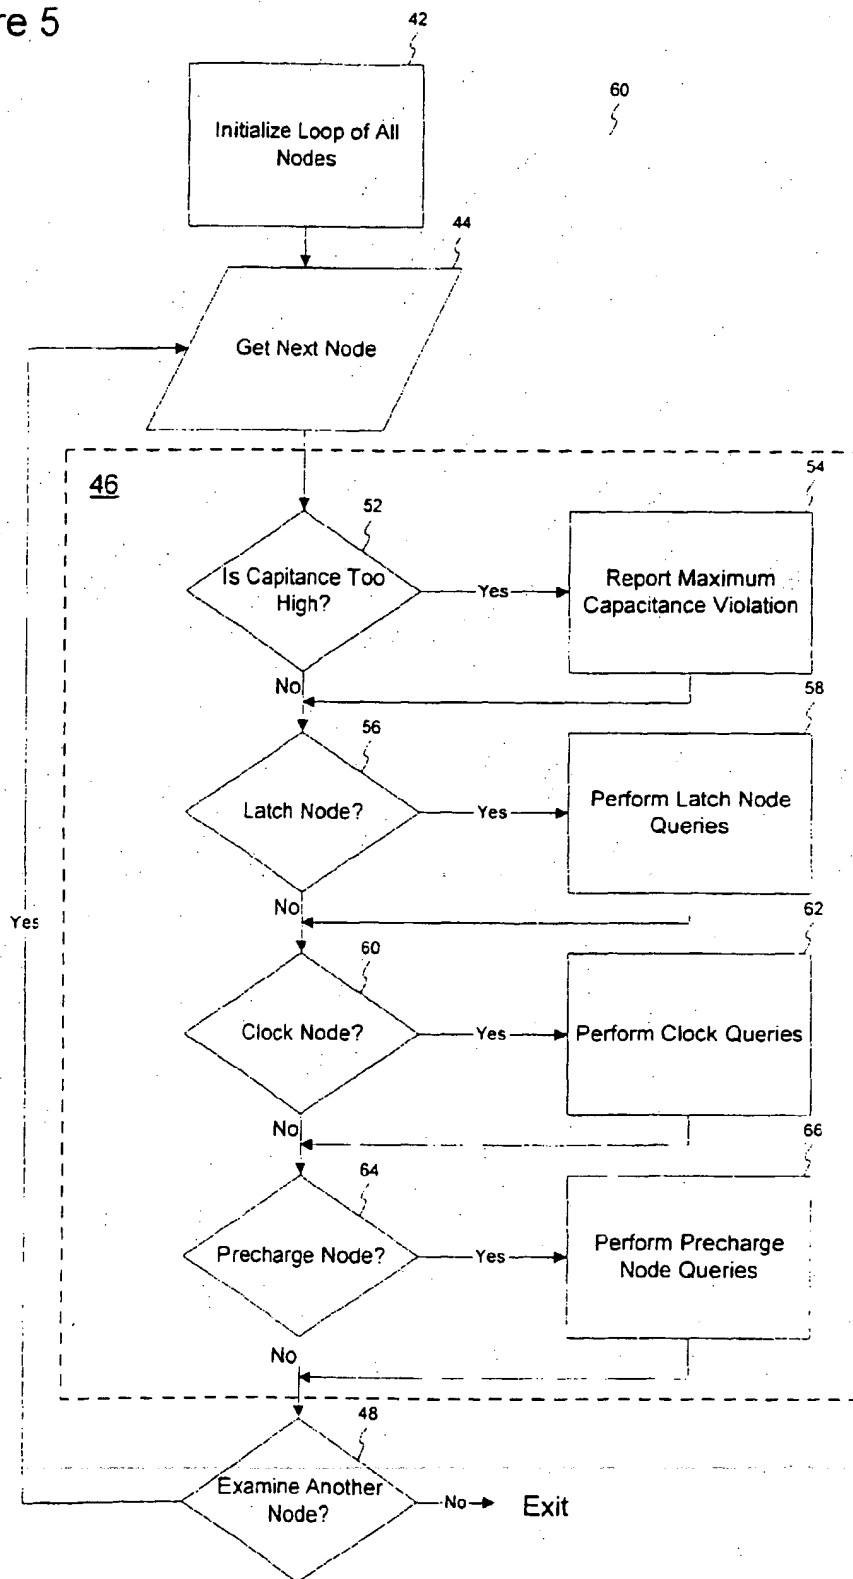 re 5
42
60
Initialize Loop of All
Nodes
44
Get Next Node
46
54
52
Is Capitance Too
High?
Yes
Report Maximum
Capacitance Violation
No
58
56
Latch Node?
Yes
Perform Latch Node
Queries
No
62
Yes
60
Clock Node?
Yes
Perform Clock Queries
No
66
64
Precharge Node?
Yes
Perform Precharge
Node Queries
No
48
Examine Another
Node?
No
Exit